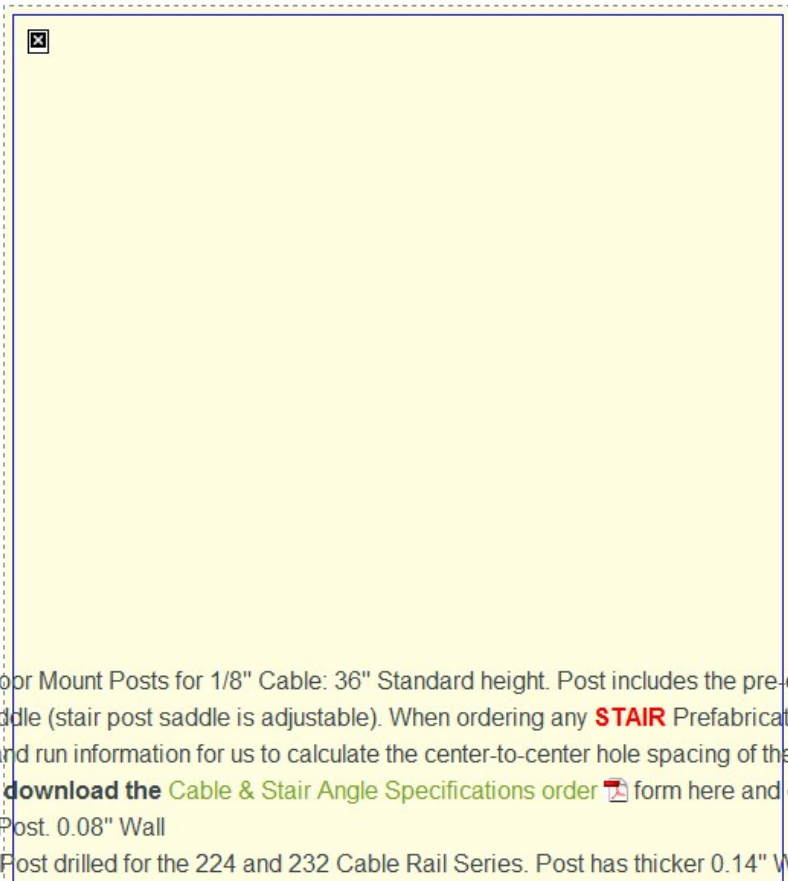 oor Mount Posts for 1/8" Cable: 36" Standard height. Post includes the pre-
ddle (stair post saddle is adjustable). When ordering any STAIR Prefabricat
and run information for us to calculate the center-to-center hole spacing of the
download the Cable & Stair Angle Specifications order form here and
Post. 0.08" Wall
Post drilled for the 224 and 232 Cable Rail Series. Post has thicker 0.14" W